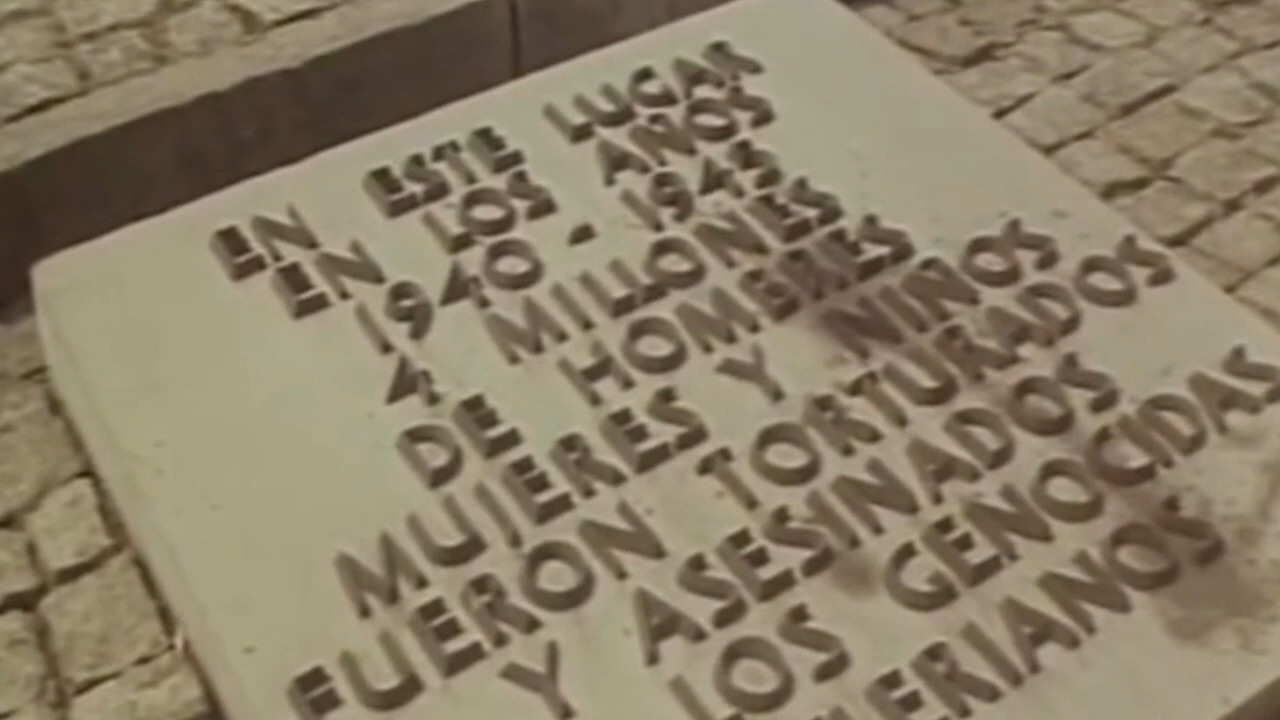 EN ESTE LUGAR
EN LOS AÑOS
1940 - 1945
4 MILLONES
DE HOMBRES
MUJERES Y NIÑOS
FUERON TORTURADOS
Y ASESINADOS
LOS GENOCIDAS
LERIANOS